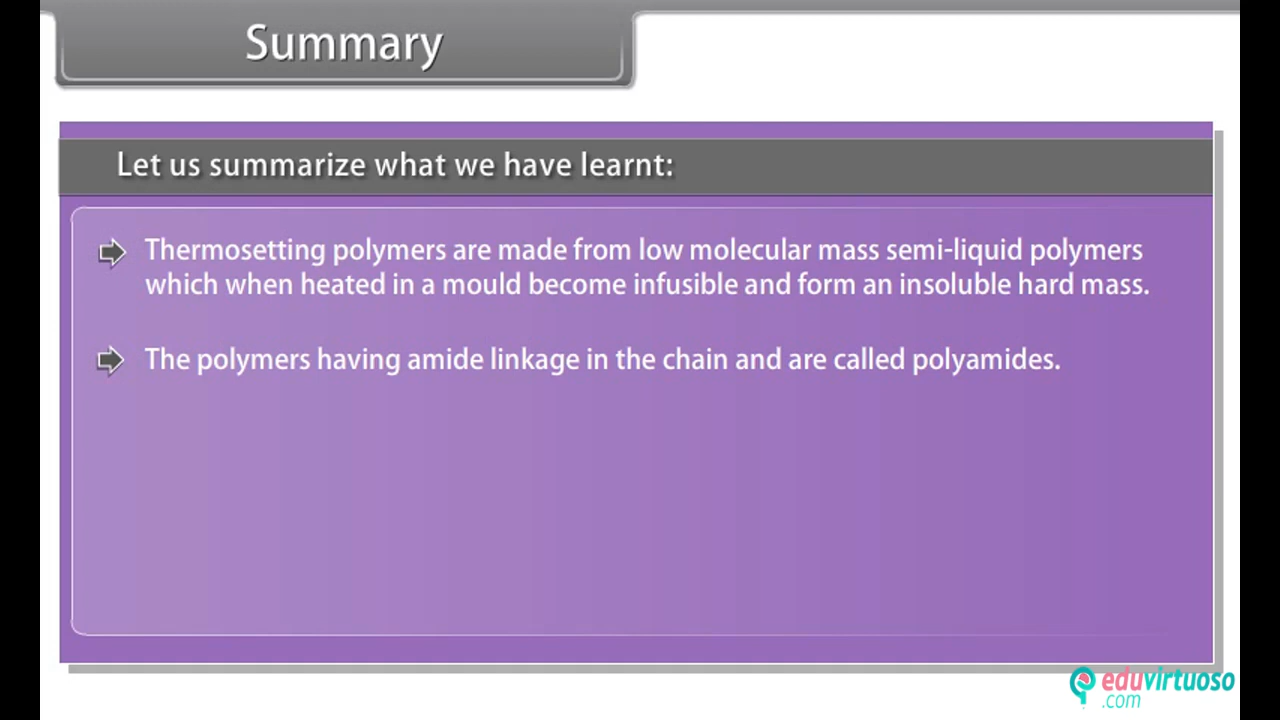 Summary
Let us summarize what we have learnt:
Thermosetting polymers are made from low molecular mass semi-liquid polymers
which when heated in a mould become infusible and form an insoluble hard mass.
The polymers having amide linkage in the chain and are called polyamides.
eduvirtuoso
.com